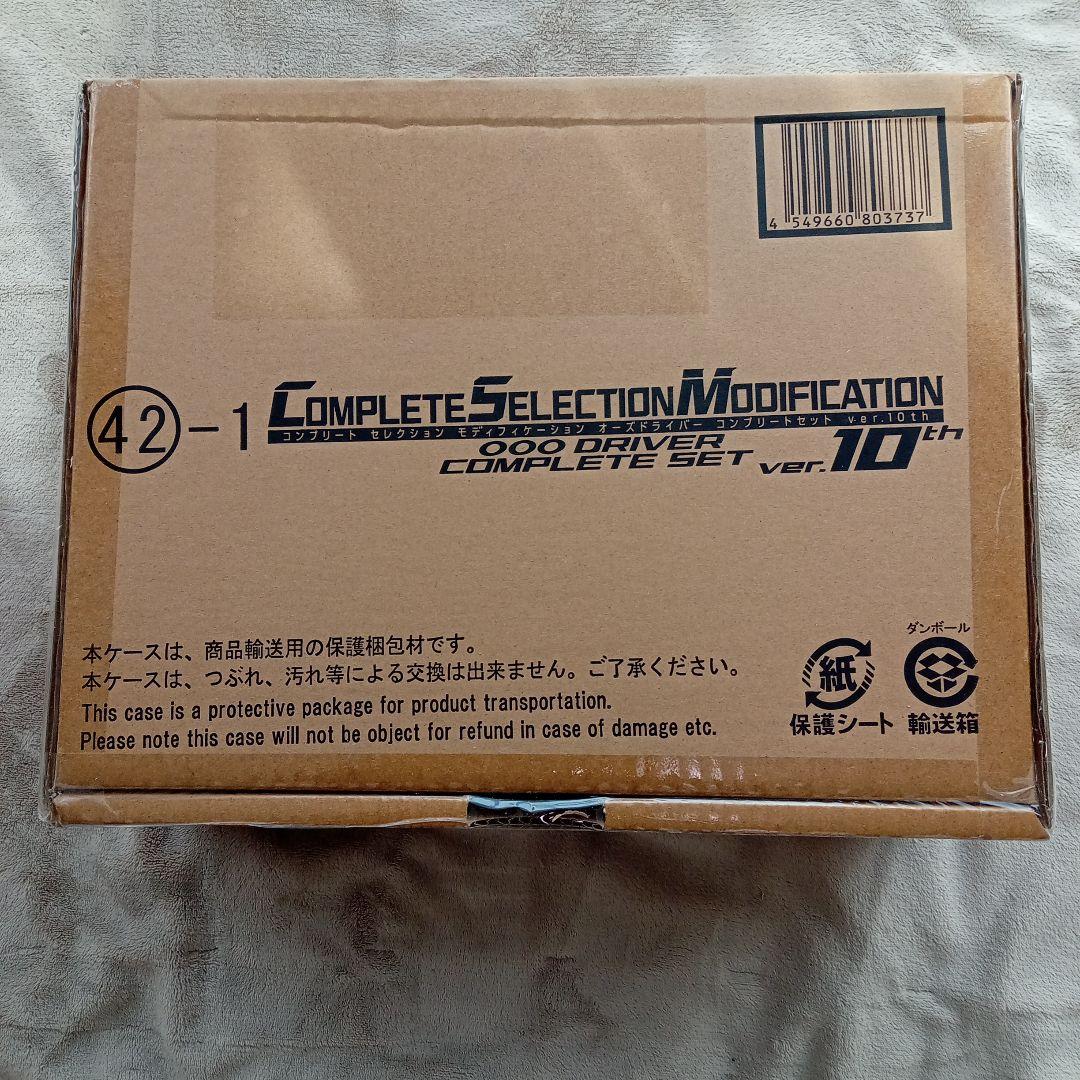 4 549660 803737
㊷-1 COMPLETE SELECTION MODIFICATION
コンプリート セレクション モディフィケーション オーズドライバー コンプリートセット ver.10th
OOO DRIVER
COMPLETE SET ver.10th
本ケースは、商品輸送用の保護梱包材です。
本ケースは、つぶれ、汚れ等による交換は出来ません。ご了承ください。
This case is a protective package for product transportation.
Please note this case will not be object for refund in case of damage etc.
紙
保護シート
ダンボール
輸送箱